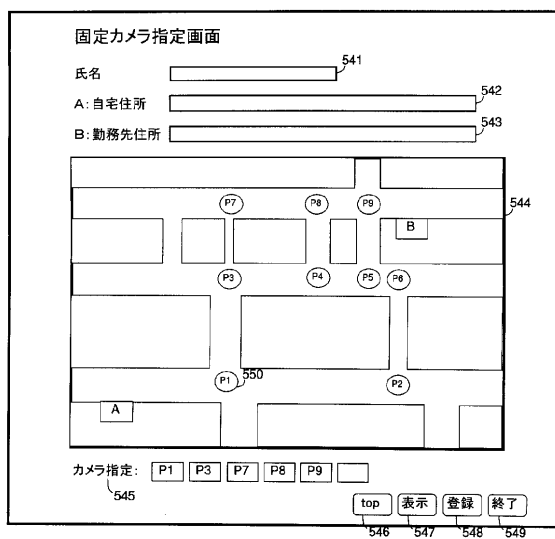 固定カメラ指定画面
氏名
541
A:自宅住所
542
B:勤務先住所
543
544
P7 P8 P9
B
P3 P4 P5 P6
P1 550 P2
A
カメラ指定: P1 P3 P7 P8 P9
545
top 表示 登録 終了
546 547 548 549